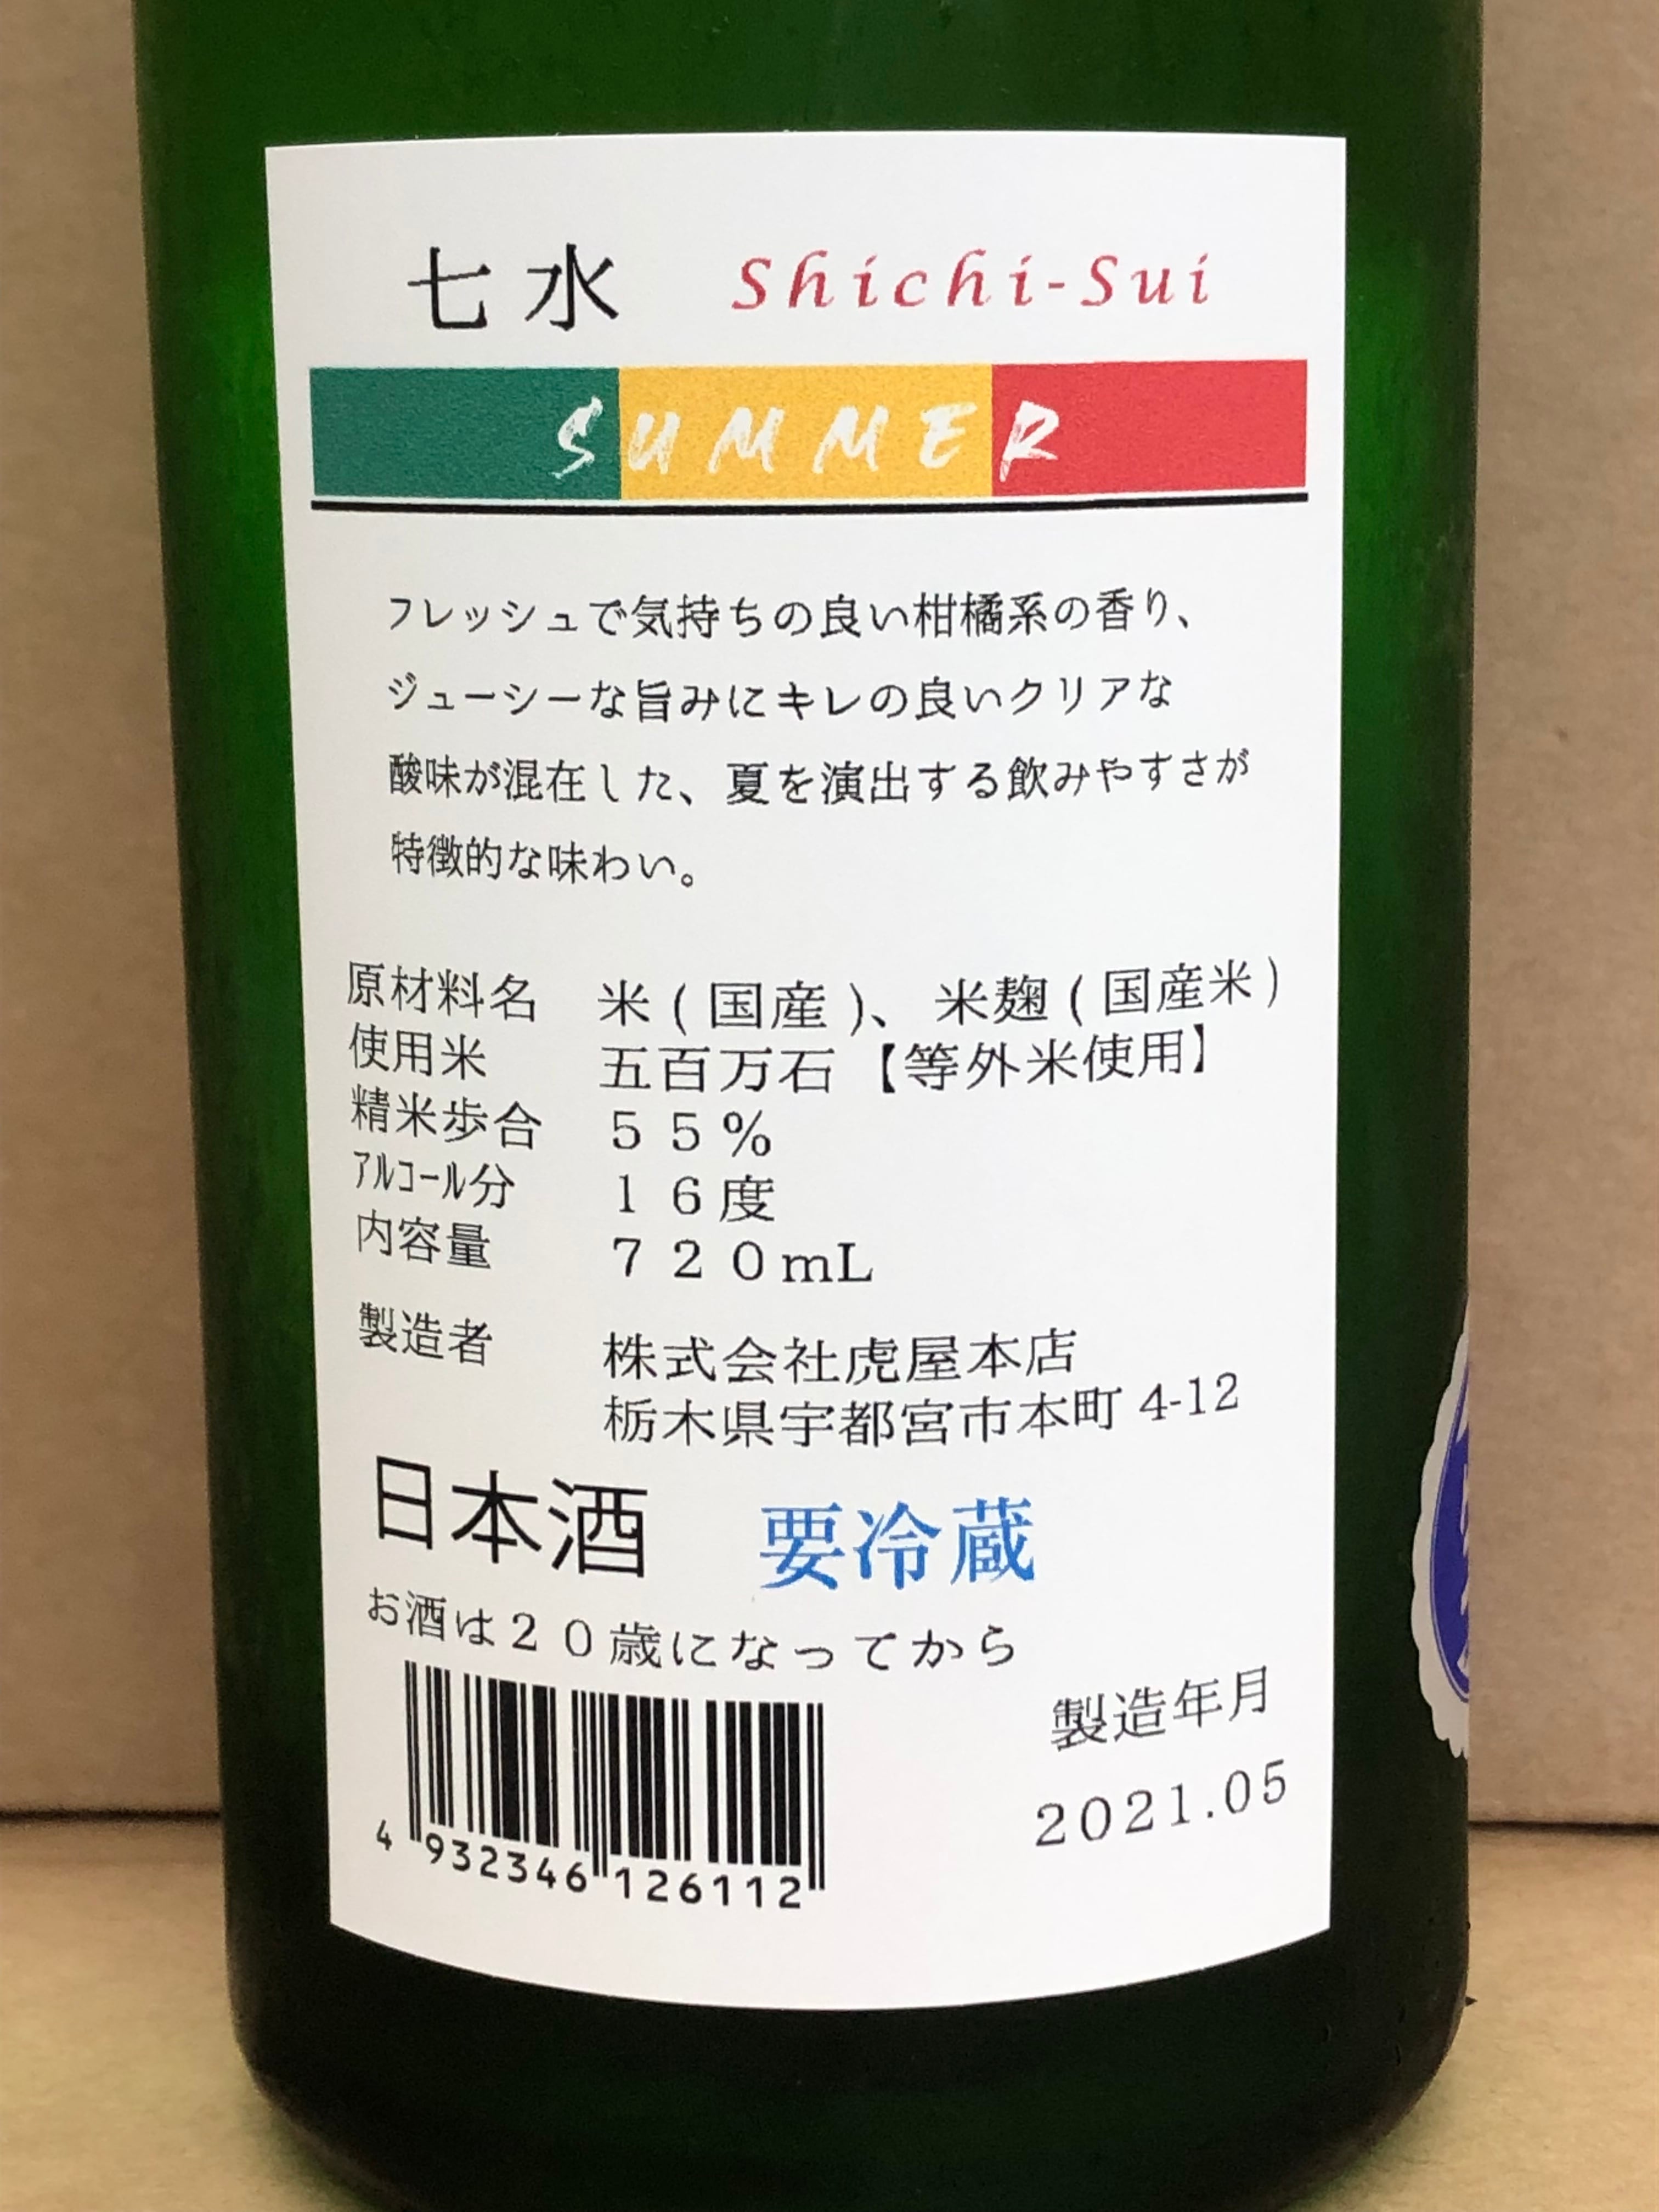 七水 Shichi-Sui
SUMMER
フレッシュで気持ちの良い柑橘系の香り、
ジューシーな旨みにキレの良いクリアな
酸味が混在した、夏を演出する飲みやすさが
特徴的な味わい。
原材料名 米(国産)、米麹(国産米)
使用米 五百万石【等外米使用】
精米歩合 55%
ｱﾙｺｰﾙ分 16度
内容量 720mL
製造者 株式会社虎屋本店
栃木県宇都宮市本町 4-12
日本酒 要冷蔵
お酒は20歳になってから
製造年月
2021.05
4 932346 126112